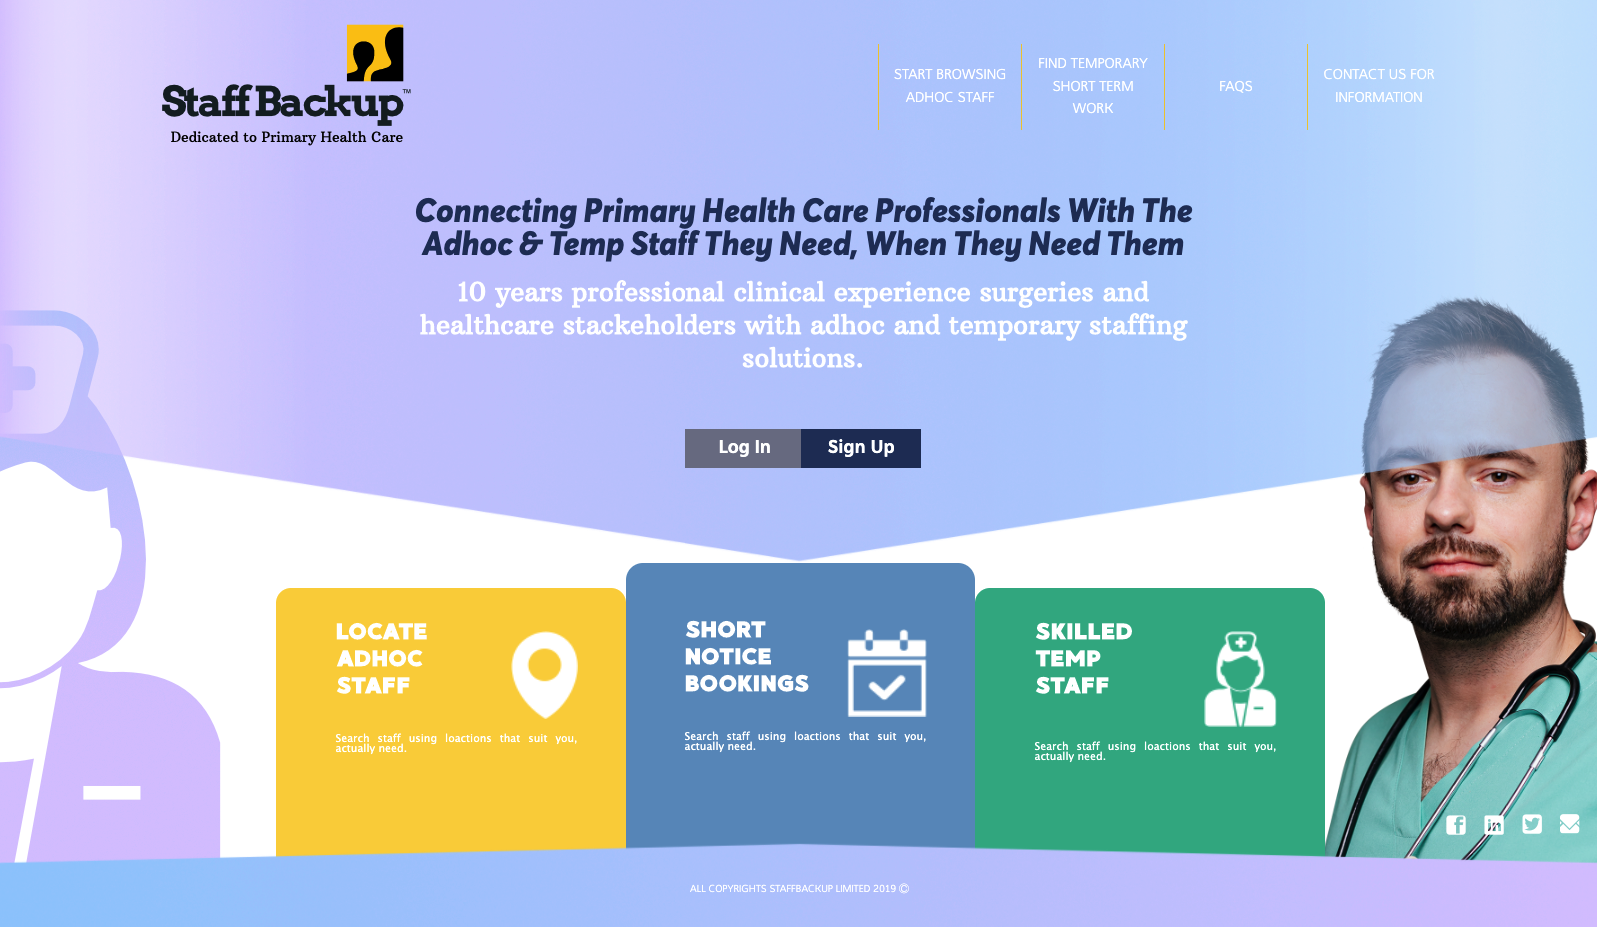 Staff Backup™
Dedicated to Primary Health Care
START BROWSING
ADHOC STAFF
FIND TEMPORARY
SHORT TERM
WORK
FAQS
CONTACT US FOR
INFORMATION
Connecting Primary Health Care Professionals With The
Adhoc & Temp Staff They Need, When They Need Them
10 years professional clinical experience surgeries and
healthcare stackeholders with adhoc and temporary staffing
solutions.
Log In
Sign Up
LOCATE
ADHOC
STAFF
Search staff using loactions that suit you,
actually need.
SHORT
NOTICE
BOOKINGS
Search staff using loactions that suit you,
actually need.
SKILLED
TEMP
STAFF
Search staff using loactions that suit you,
actually need.
ALL COPYRIGHTS STAFFBACKUP LIMITED 2019 ©